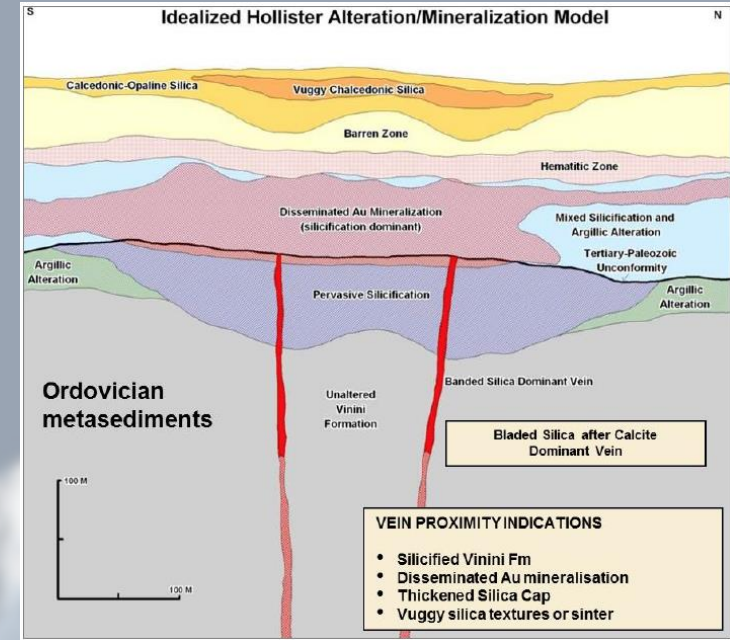 S
Idealized Hollister Alteration/Mineralization Model
N
Calcedonic-Opaline Silica
Vuggy Chalcedonic Silica
Barren Zone
Hematitic Zone
Disseminated Au Mineralization
(silicification dominant)
Mixed Silicification and
Argillic Alteration
Tertiary-Paleozoic
Unconformity
Argillic
Alteration
Pervasive Silicification
Argillic
Alteration
Banded Silica Dominant Vein
Ordovician
metasediments
Unaltered
Vinini
Formation
Bladed Silica after Calcite
Dominant Vein
100 M
100 M
VEIN PROXIMITY INDICATIONS
• Silicified Vinini Fm
• Disseminated Au mineralisation
• Thickened Silica Cap
• Vuggy silica textures or sinter